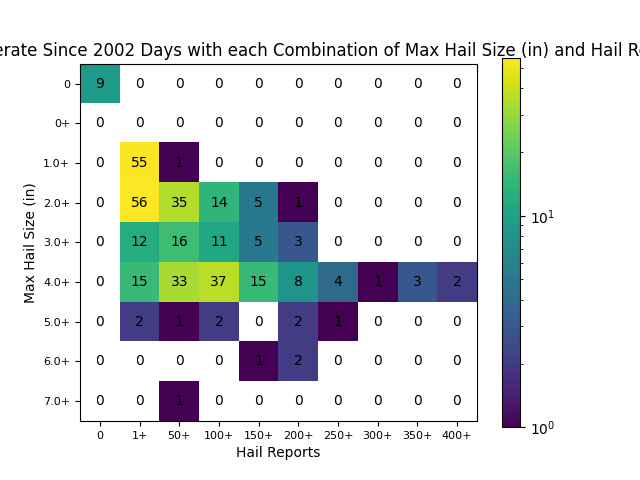 erate Since 2002 Days with each Combination of Max Hail Size (in) and Hail Re
Max Hail Size (in)
0 9 0 0 0 0 0 0 0 0 0
0+ 0 0 0 0 0 0 0 0 0 0
1.0+ 0 55 1 0 0 0 0 0 0 0
2.0+ 0 56 35 14 5 1 0 0 0 0
3.0+ 0 12 16 11 5 3 0 0 0 0
4.0+ 0 15 33 37 15 8 4 1 3 2
5.0+ 0 2 1 2 0 2 1 0 0 0
6.0+ 0 0 0 0 1 2 0 0 0 0
7.0+ 0 0 1 0 0 0 0 0 0 0
0 1+ 50+ 100+ 150+ 200+ 250+ 300+ 350+ 400+
Hail Reports
10¹
10⁰